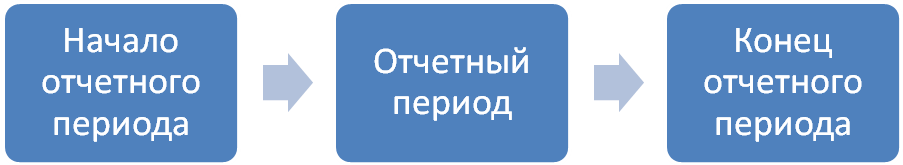 Начало
отчетного
периода
Отчетный
период
Конец
отчетного
периода